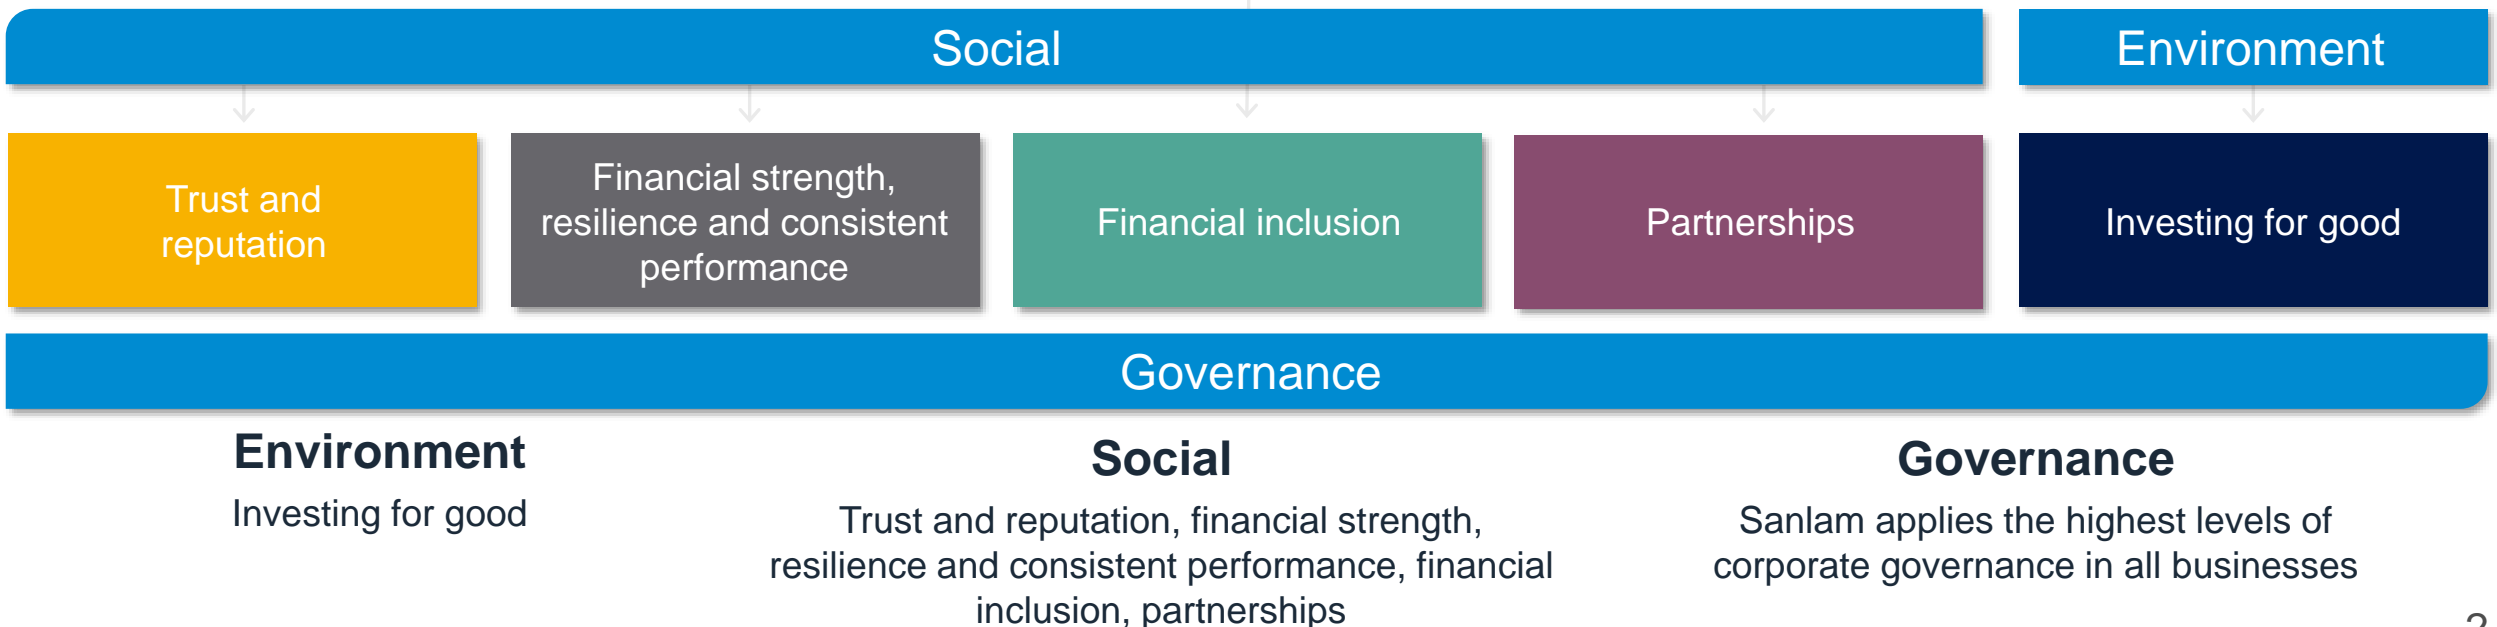 Social
Environment
Trust and
reputation
Financial strength,
resilience and consistent
performance
Financial inclusion
Partnerships
Investing for good
Governance
Environment
Investing for good
Social
Trust and reputation, financial strength,
resilience and consistent performance, financial
inclusion, partnerships
Governance
Sanlam applies the highest levels of
corporate governance in all businesses